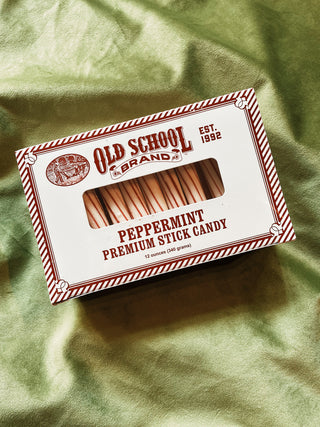 OLD SCHOOL
BRAND
EST.
1992
PEPPERMINT
PREMIUM STICK CANDY
12 ounces (340 grams)